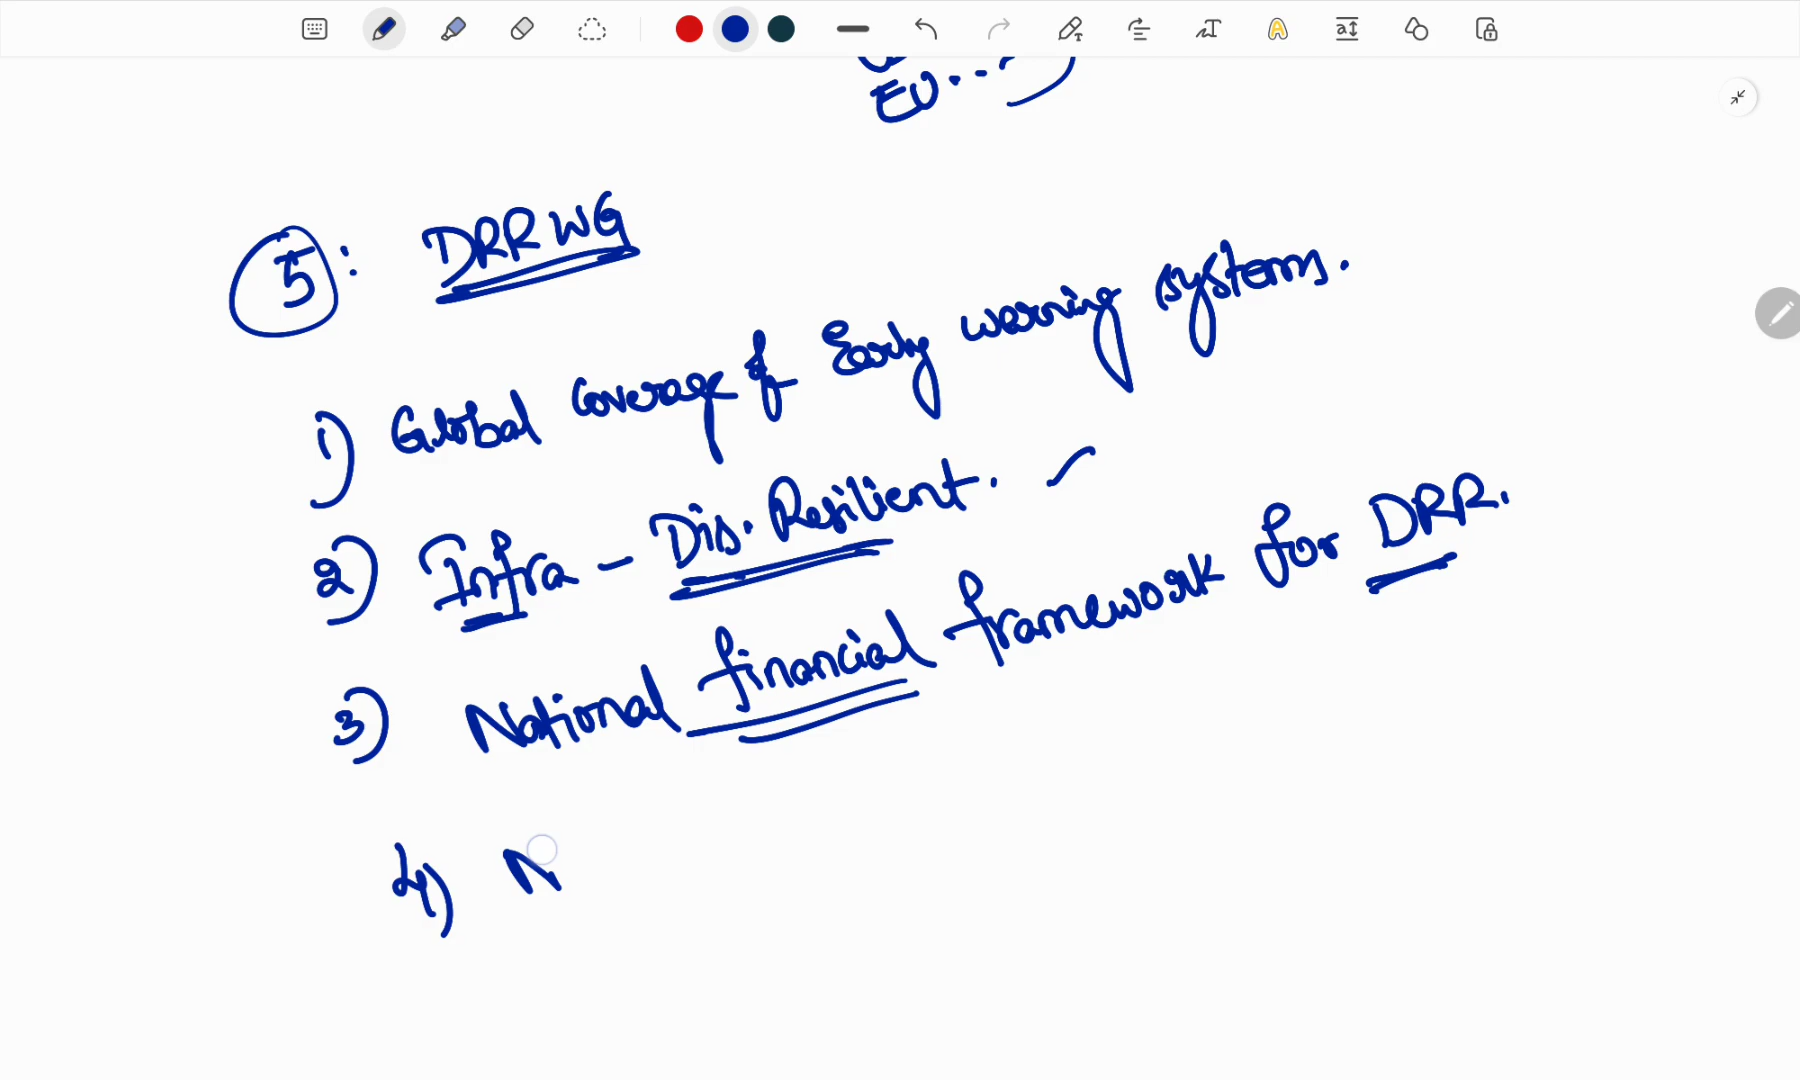 EU...
5: DRRWG
1) Global coverage of Early warning systems.
2) Infra - Dis. Resilient.
3) National financial framework for DRR.
4) N